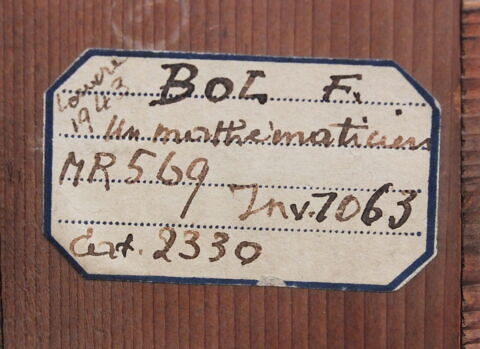 Louvre
1943
BOL F.
Un mathématicien
MR 569
Inv. 1063
Cat. 2330